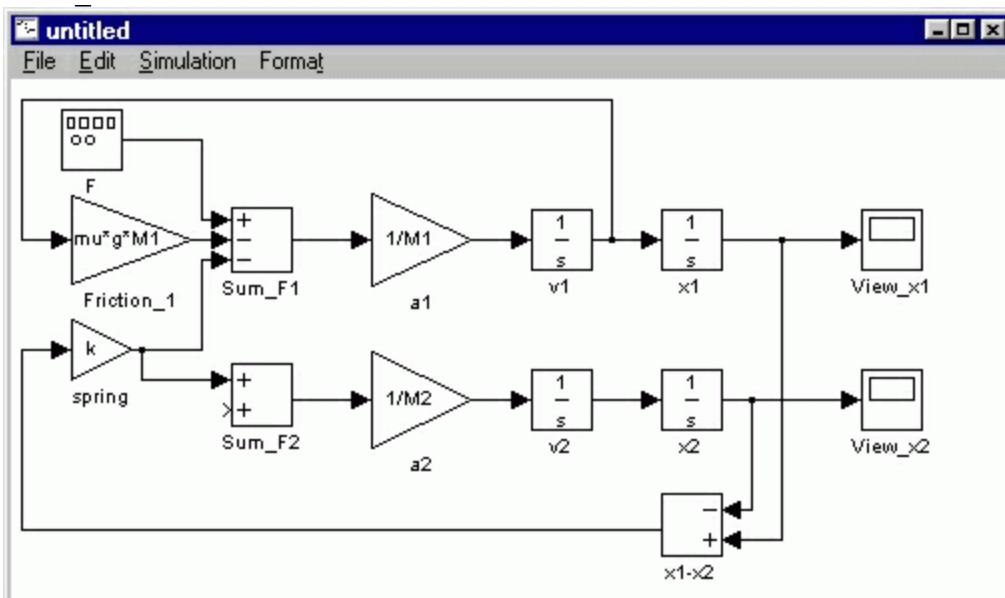 untitled
File Edit Simulation Format
F
mu*g*M1
Friction_1
+
−
−
Sum_F1
1/M1
a1
1
s
v1
1
s
x1
View_x1
k
spring
+
+
Sum_F2
1/M2
a2
1
s
v2
1
s
x2
View_x2
−
+
x1-x2